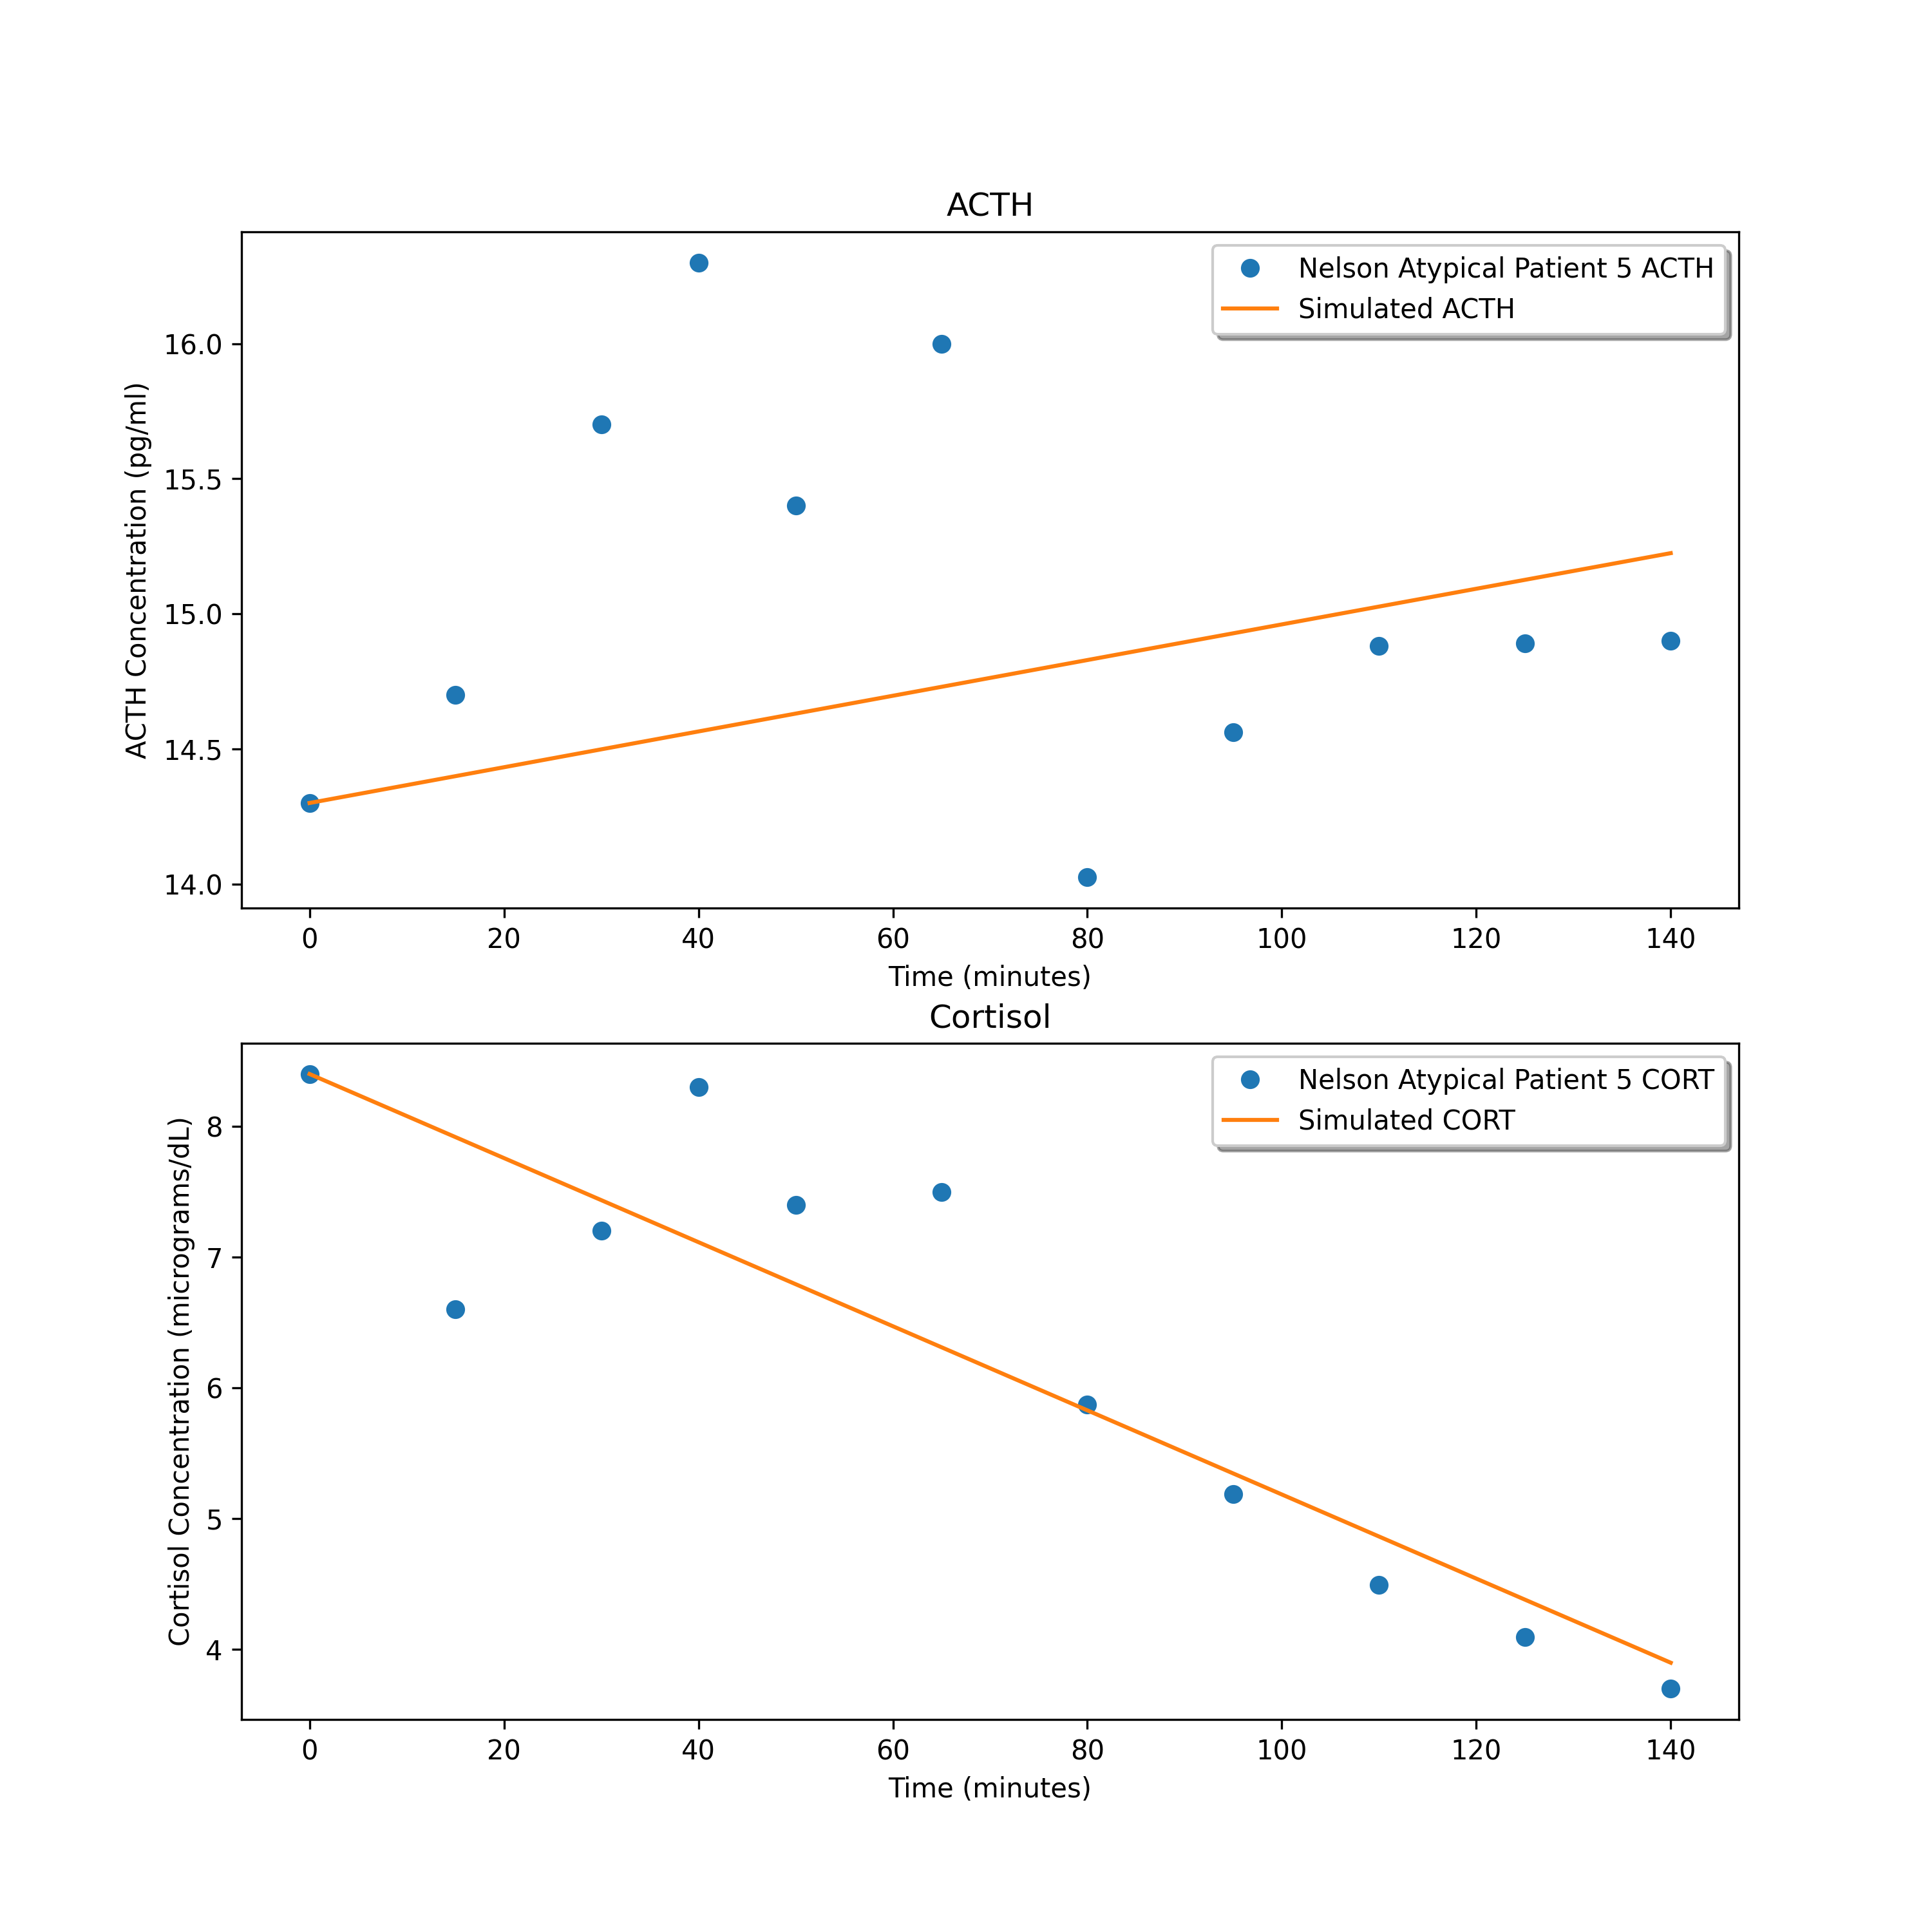 ACTH
Nelson Atypical Patient 5 ACTH
Simulated ACTH
ACTH Concentration (pg/ml)
16.0
15.5
15.0
14.5
14.0
0 20 40 60 80 100 120 140
Time (minutes)
Cortisol
Nelson Atypical Patient 5 CORT
Simulated CORT
Cortisol Concentration (micrograms/dL)
8
7
6
5
4
0 20 40 60 80 100 120 140
Time (minutes)